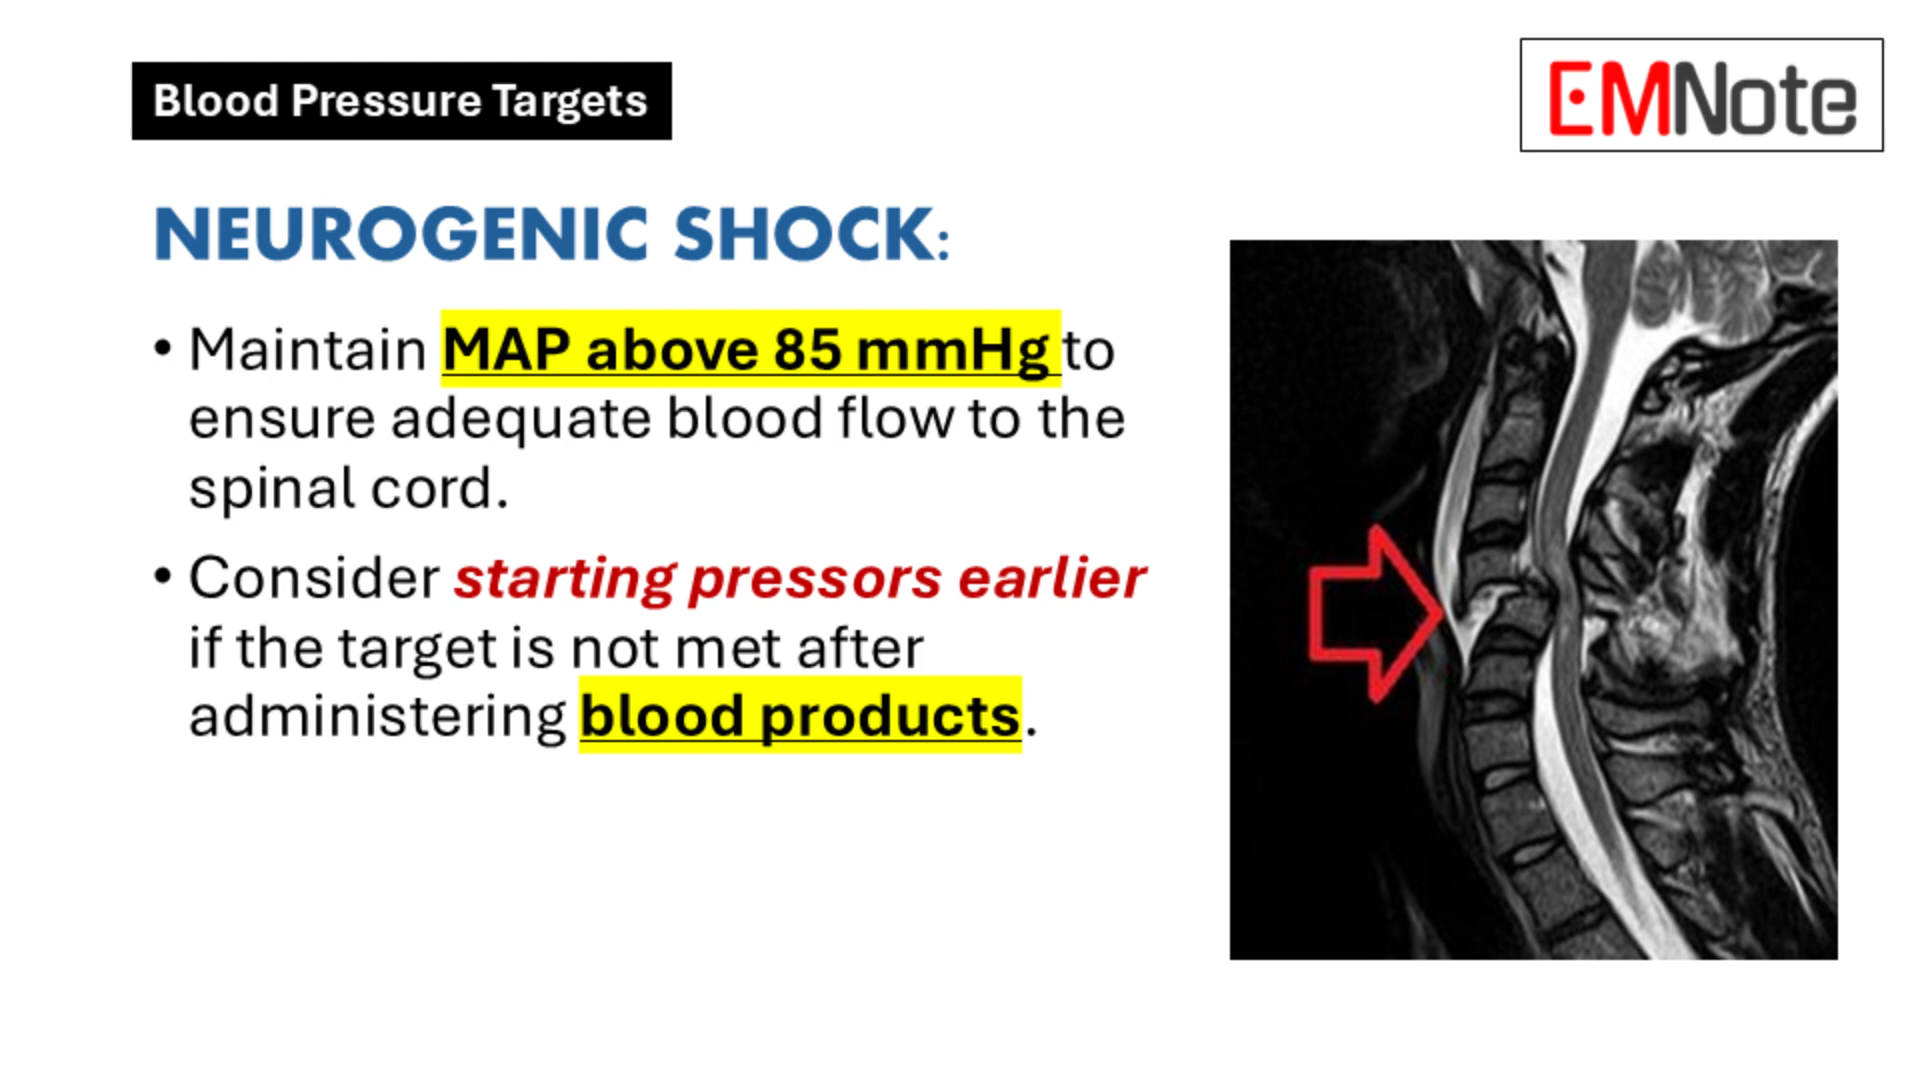 Blood Pressure Targets
EMNote
NEUROGENIC SHOCK:
• Maintain MAP above 85 mmHg to
ensure adequate blood flow to the
spinal cord.
• Consider starting pressors earlier
if the target is not met after
administering blood products.